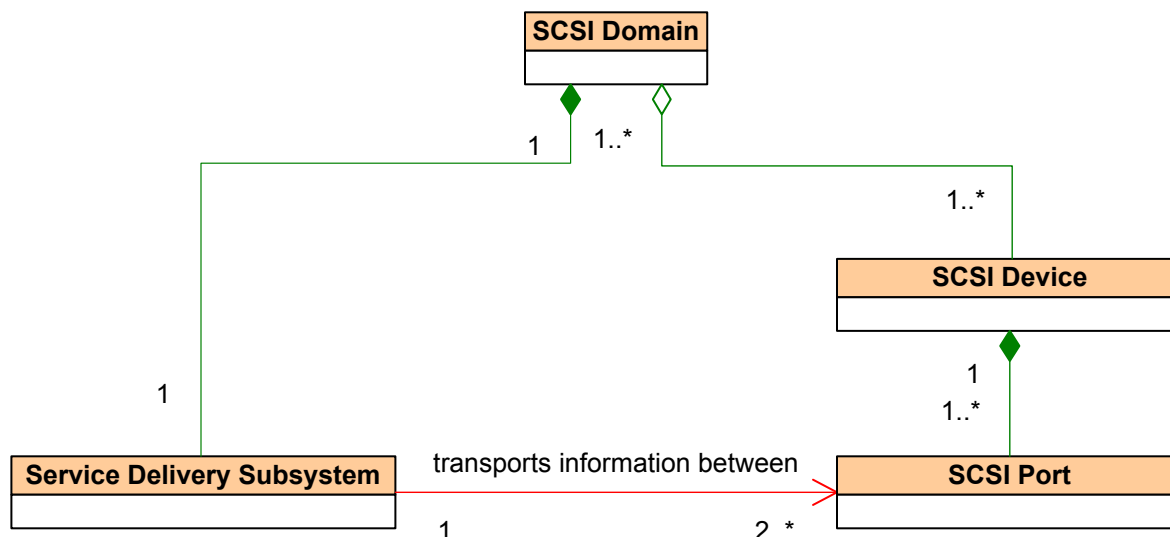 SCSI Domain
1
1..*
1..*
SCSI Device
1
1
1..*
Service Delivery Subsystem
transports information between
SCSI Port
1
2..*